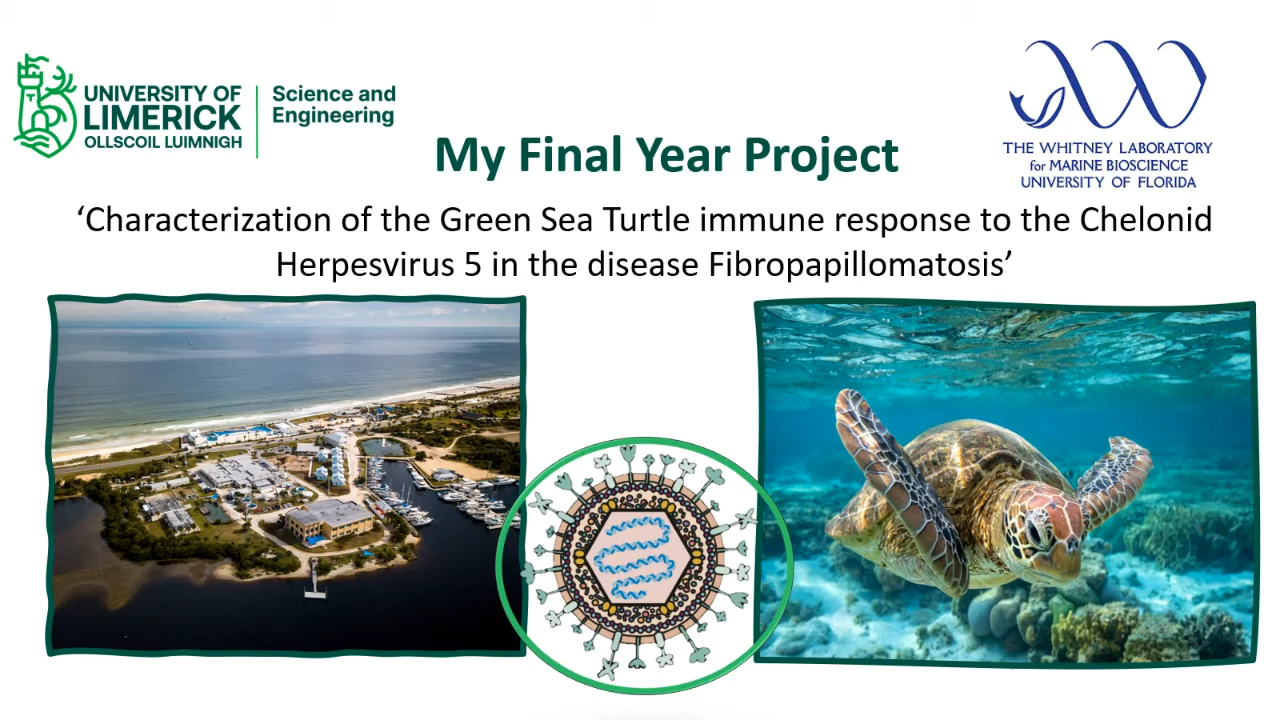 UNIVERSITY OF
LIMERICK
OLLSCOIL LUIMNIGH
Science and
Engineering
THE WHITNEY LABORATORY
for MARINE BIOSCIENCE
UNIVERSITY OF FLORIDA
My Final Year Project
‘Characterization of the Green Sea Turtle immune response to the Chelonid
Herpesvirus 5 in the disease Fibropapillomatosis’